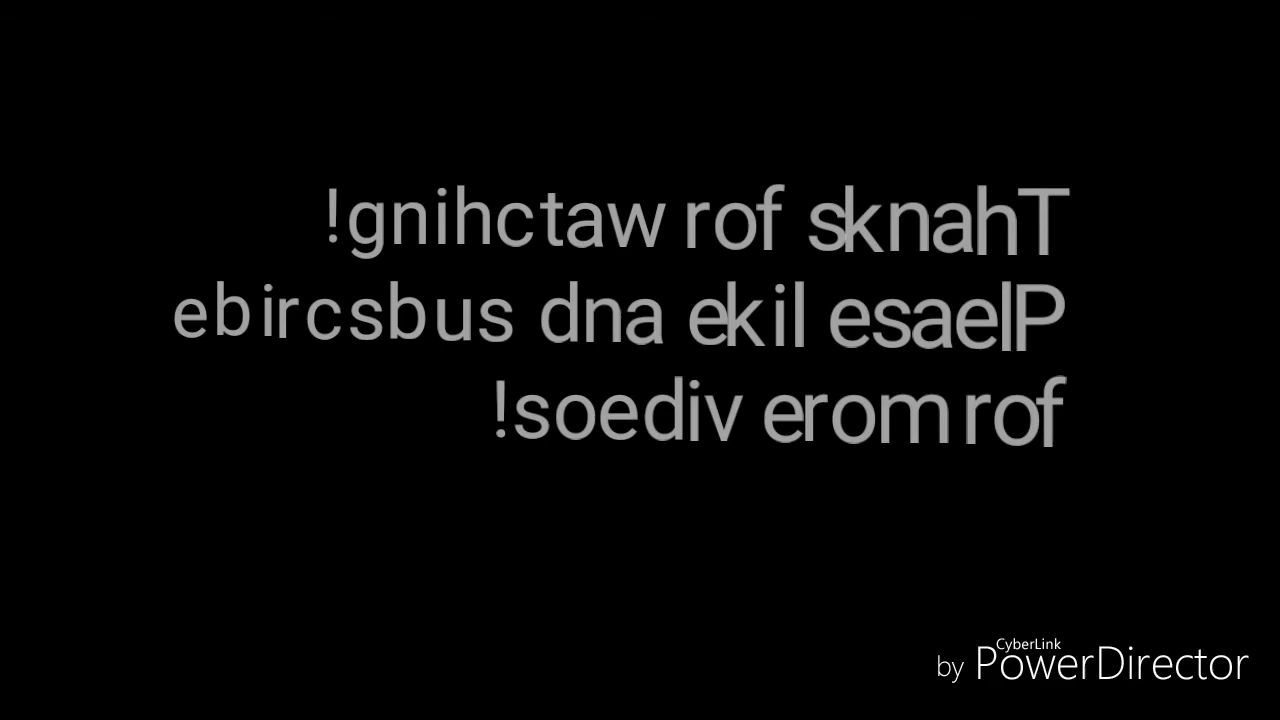 !gnihctaw rof sknahT
ebircsbus dna ekil esaelP
!soediv erom rof
by CyberLink PowerDirector